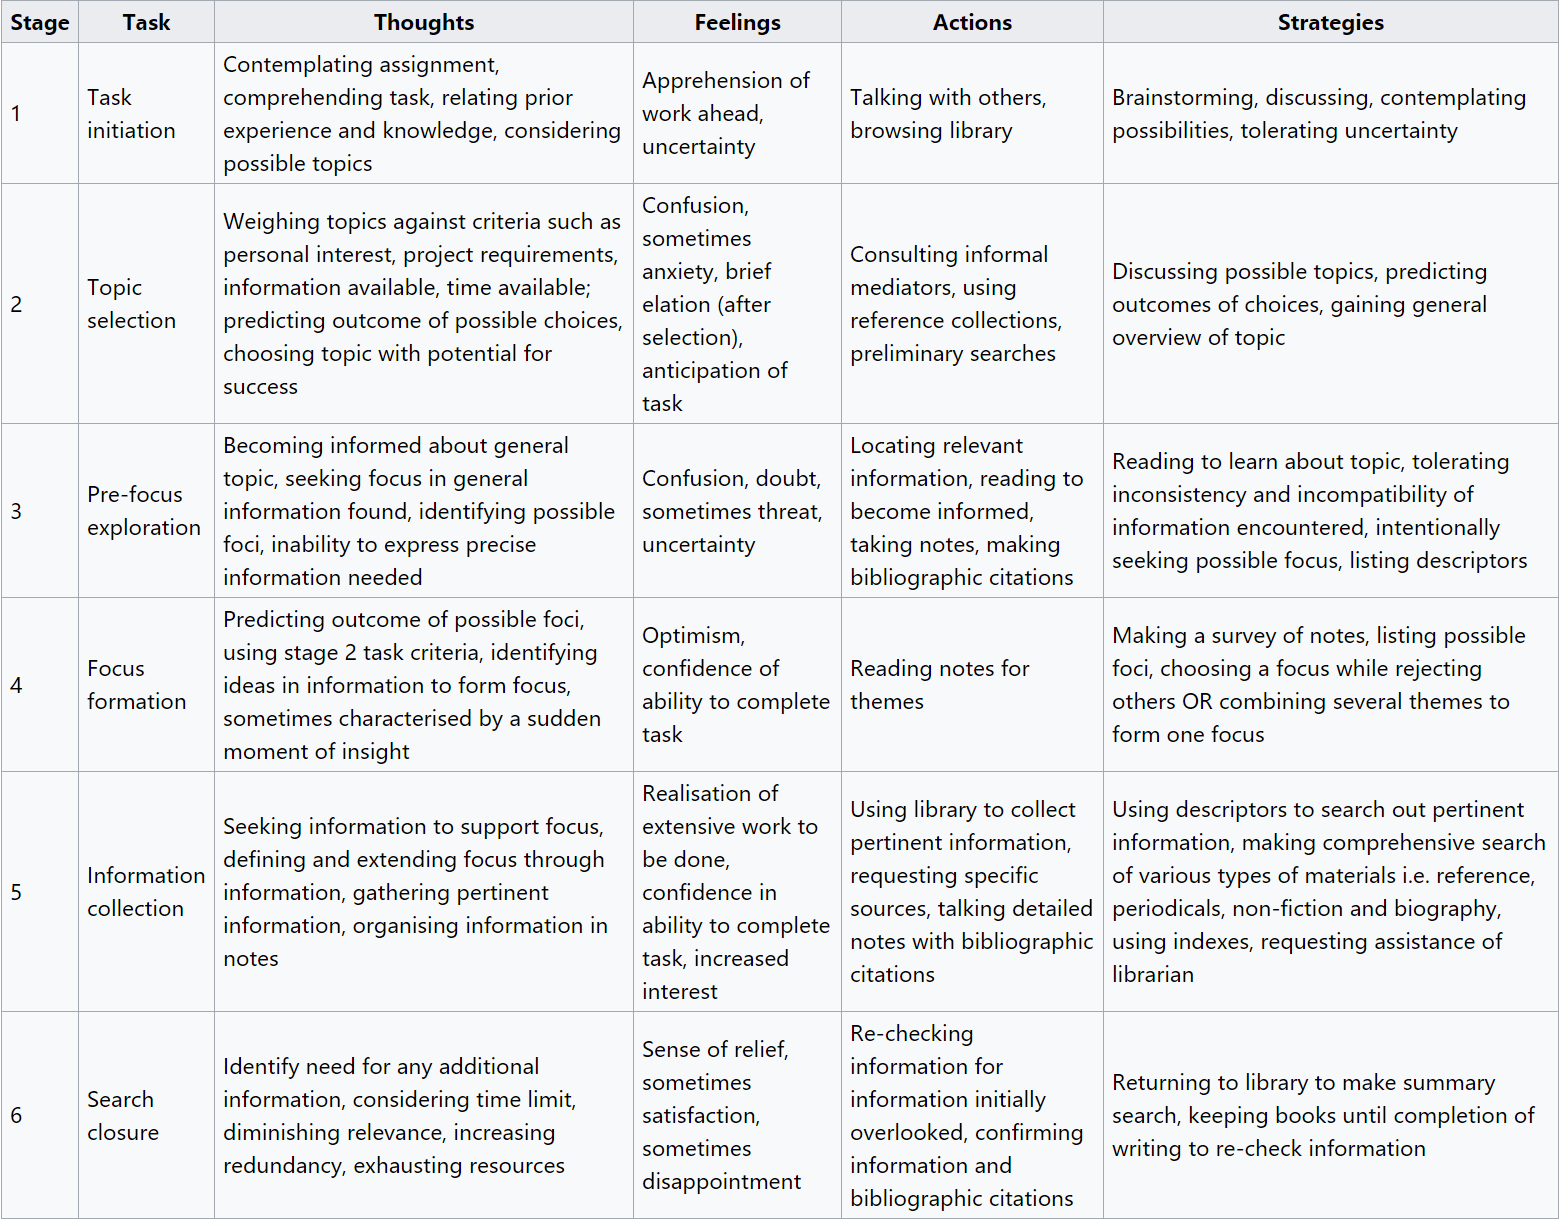 Stage Task Thoughts Feelings Actions Strategies
1
Task
initiation
Contemplating assignment,
comprehending task, relating prior
experience and knowledge, considering
possible topics
Apprehension of
work ahead,
uncertainty
Talking with others,
browsing library
Brainstorming, discussing, contemplating
possibilities, tolerating uncertainty
2
Topic
selection
Weighing topics against criteria such as
personal interest, project requirements,
information available, time available;
predicting outcome of possible choices,
choosing topic with potential for
success
Confusion,
sometimes
anxiety, brief
elation (after
selection),
anticipation of
task
Consulting informal
mediators, using
reference collections,
preliminary searches
Discussing possible topics, predicting
outcomes of choices, gaining general
overview of topic
3
Pre-focus
exploration
Becoming informed about general
topic, seeking focus in general
information found, identifying possible
foci, inability to express precise
information needed
Confusion, doubt,
sometimes threat,
uncertainty
Locating relevant
information, reading to
become informed,
taking notes, making
bibliographic citations
Reading to learn about topic, tolerating
inconsistency and incompatibility of
information encountered, intentionally
seeking possible focus, listing descriptors
4
Focus
formation
Predicting outcome of possible foci,
using stage 2 task criteria, identifying
ideas in information to form focus,
sometimes characterised by a sudden
moment of insight
Optimism,
confidence of
ability to complete
task
Reading notes for
themes
Making a survey of notes, listing possible
foci, choosing a focus while rejecting
others OR combining several themes to
form one focus
5
Information
collection
Seeking information to support focus,
defining and extending focus through
information, gathering pertinent
information, organising information in
notes
Realisation of
extensive work to
be done,
confidence in
ability to complete
task, increased
interest
Using library to collect
pertinent information,
requesting specific
sources, talking detailed
notes with bibliographic
citations
Using descriptors to search out pertinent
information, making comprehensive search
of various types of materials i.e. reference,
periodicals, non-fiction and biography,
using indexes, requesting assistance of
librarian
6
Search
closure
Identify need for any additional
information, considering time limit,
diminishing relevance, increasing
redundancy, exhausting resources
Sense of relief,
sometimes
satisfaction,
sometimes
disappointment
Re-checking
information for
information initially
overlooked, confirming
information and
bibliographic citations
Returning to library to make summary
search, keeping books until completion of
writing to re-check information